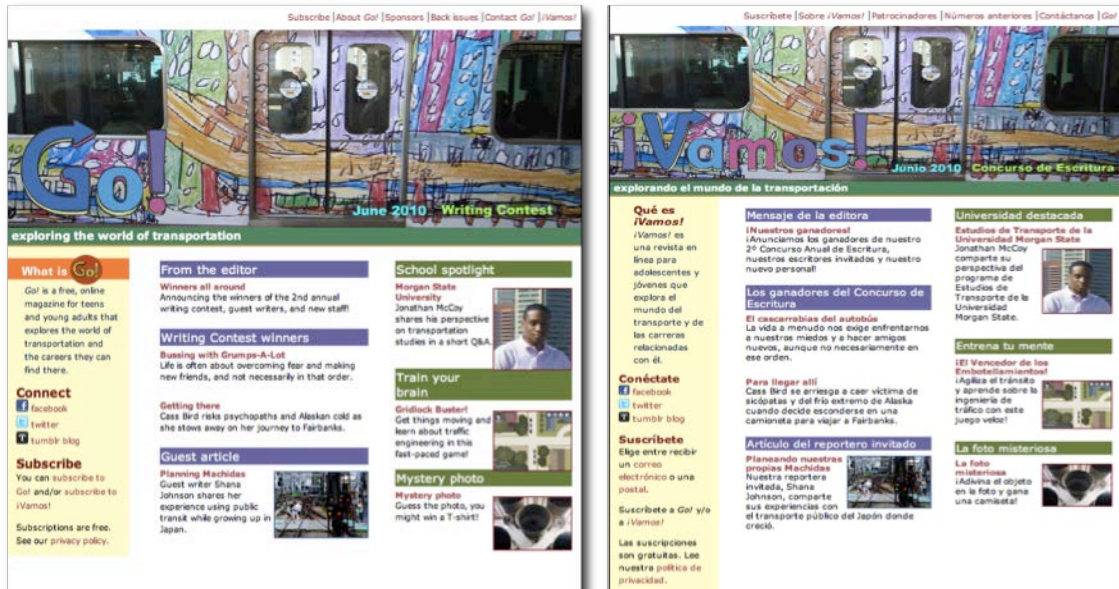 Subscribe |About Go! |Sponsors |Back issues |Contact Go! |¡Vamos!
Go!
June 2010 Writing Contest
exploring the world of transportation
What is Go!
Go! is a free, online
magazine for teens
and young adults that
explores the world of
transportation and
the careers they can
find there.
Connect
facebook
twitter
tumblr blog
Subscribe
You can subscribe to
Go! and/or subscribe to
¡Vamos!
Subscriptions are free.
See our privacy policy.
From the editor
Winners all around
Announcing the winners of the 2nd annual
writing contest, guest writers, and new staff!
Writing Contest winners
Bussing with Grumps-A-Lot
Life is often about overcoming fear and making
new friends, and not necessarily in that order.
Getting there
Cass Bird risks psychopaths and Alaskan cold as
she stows away on her journey to Fairbanks.
Guest article
Planning Machidas
Guest writer Shana
Johnson shares her
experience using public
transit while growing up in
Japan.
School spotlight
Morgan State
University
Jonathan McCoy
shares his perspective
on transportation
studies in a short Q&A.
Train your
brain
Gridlock Buster!
Get things moving and
learn about traffic
engineering in this
fast-paced game!
Mystery photo
Mystery photo
Guess the photo, you
might win a T-shirt!
Suscríbete |Sobre ¡Vamos! |Patrocinadores |Números anteriores |Contáctanos |Go!
¡Vamos!
Junio 2010 Concurso de Escritura
explorando el mundo de la transportación
Qué es
¡Vamos!
¡Vamos! es
una revista en
línea para
adolescentes y
jóvenes que
explora el
mundo del
transporte y de
las carreras
relacionadas
con él.
Conéctate
facebook
twitter
tumblr blog
Suscríbete
Elige entre recibir
un correo
electrónico o una
postal.
Suscríbete a Go! y/o
a ¡Vamos!
Las suscripciones
son gratuitas. Lee
nuestra política de
privacidad.
Mensaje de la editora
¡Nuestros ganadores!
¡Anunciamos los ganadores de nuestro
2º Concurso Anual de Escritura,
nuestros escritores invitados y nuestro
nuevo personal!
Los ganadores del Concurso de
Escritura
El cascarrabias del autobús
La vida a menudo nos exige enfrentarnos
a nuestros miedos y a hacer amigos
nuevos, aunque no necesariamente en
ese orden.
Para llegar allí
Cass Bird se arriesga a caer víctima de
sicópatas y del frío extremo de Alaska
cuando decide esconderse en una
camioneta para viajar a Fairbanks.
Artículo del reportero invitado
Planeando nuestras
propias Machidas
Nuestra reportera
invitada, Shana
Johnson, comparte
sus experiencias con
el transporte público del Japón donde
creció.
Universidad destacada
Estudios de Transporte de la
Universidad Morgan State
Jonathan McCoy
comparte su
perspectiva del
programa de
Estudios de
Transporte de la
Universidad
Morgan State.
Entrena tu mente
¡El Vencedor de los
Embotellamientos!
¡Agiliza el tránsito
y aprende sobre la
ingeniería de
tráfico con este
juego veloz!
La foto misteriosa
La foto
misteriosa
¡Adivina el objeto
en la foto y gana
una camiseta!